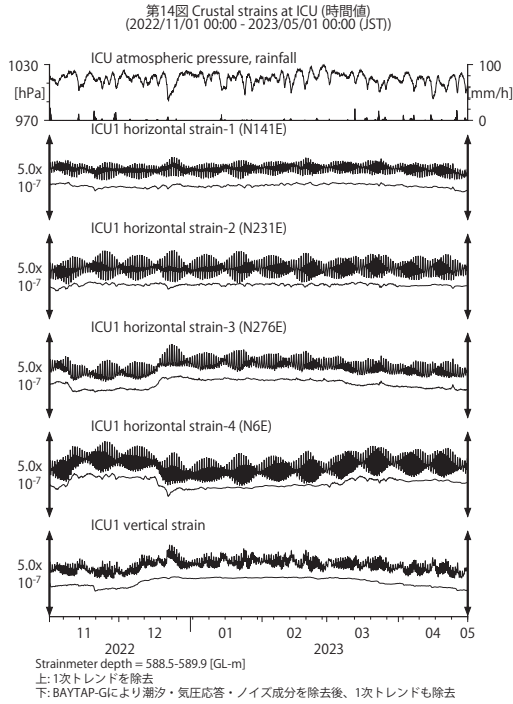 第14図 Crustal strains at ICU (時間値)
(2022/11/01 00:00 - 2023/05/01 00:00 (JST))
ICU atmospheric pressure, rainfall
1030
[hPa]
970
100
[mm/h]
0
ICU1 horizontal strain-1 (N141E)
5.0x
10-7
ICU1 horizontal strain-2 (N231E)
5.0x
10-7
ICU1 horizontal strain-3 (N276E)
5.0x
10-7
ICU1 horizontal strain-4 (N6E)
5.0x
10-7
ICU1 vertical strain
5.0x
10-7
11 12 01 02 03 04 05
2022 2023
Strainmeter depth = 588.5-589.9 [GL-m]
上: 1次トレンドを除去
下: BAYTAP-Gにより潮汐・気圧応答・ノイズ成分を除去後、1次トレンドも除去